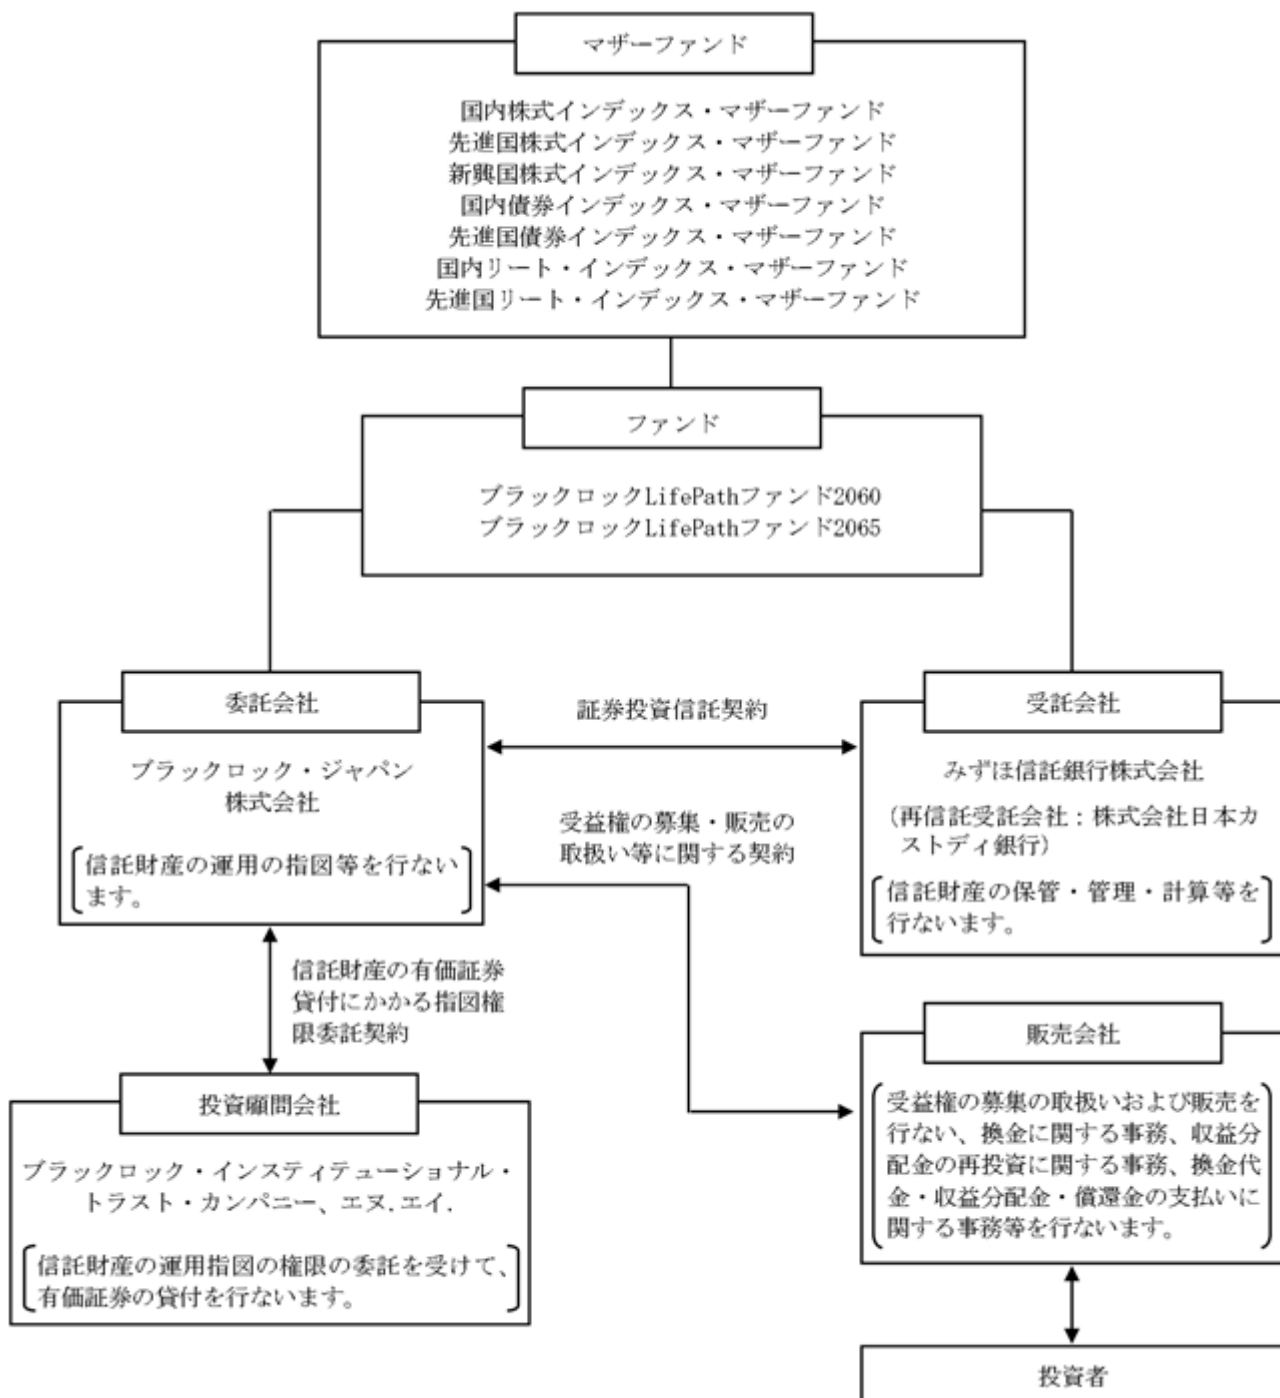 マザーファンド
国内株式インデックス・マザーファンド
先進国株式インデックス・マザーファンド
新興国株式インデックス・マザーファンド
国内債券インデックス・マザーファンド
先進国債券インデックス・マザーファンド
国内リート・インデックス・マザーファンド
先進国リート・インデックス・マザーファンド
ファンド
ブラックロックLifePathファンド2060
ブラックロックLifePathファンド2065
委託会社
ブラックロック・ジャパン
株式会社
信託財産の運用の指図等を行ない
ます。
証券投資信託契約
受益権の募集・販売の
取扱い等に関する契約
受託会社
みずほ信託銀行株式会社
(再信託受託会社：株式会社日本カ
ストディ銀行)
信託財産の保管・管理・計算等を
行ないます。
信託財産の有価証券
貸付にかかる指図権
限委託契約
投資顧問会社
ブラックロック・インスティテューショナル・
トラスト・カンパニー、エヌ.エイ.
信託財産の運用指図の権限の委託を受けて、
有価証券の貸付を行ないます。
販売会社
受益権の募集の取扱いおよび販売を
行ない、換金に関する事務、収益分
配金の再投資に関する事務、換金代
金・収益分配金・償還金の支払いに
関する事務等を行ないます。
投資者